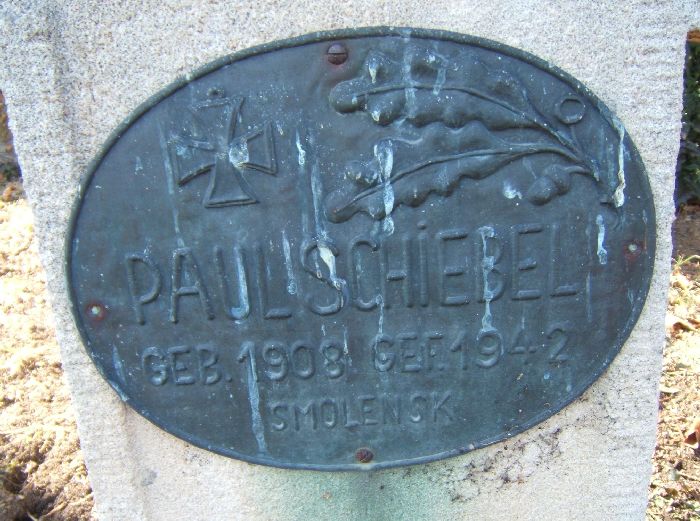 PAUL SCHiEBEL
GEB. 1908 GEF. 1942
SMOLENSK